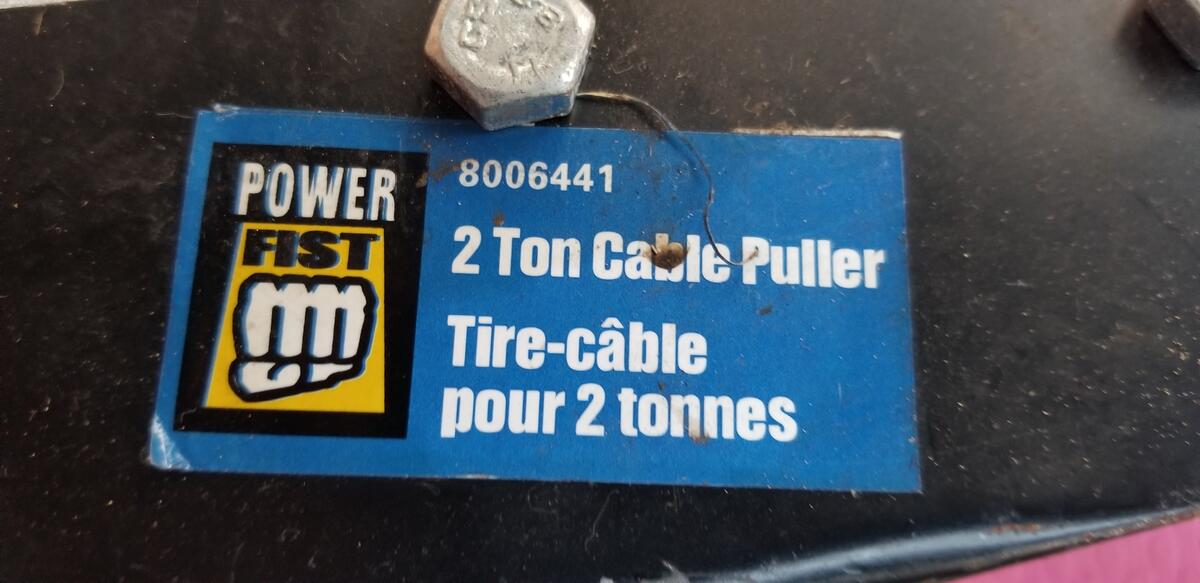 POWER
FIST
8006441
2 Ton Cable Puller
Tire-câble
pour 2 tonnes